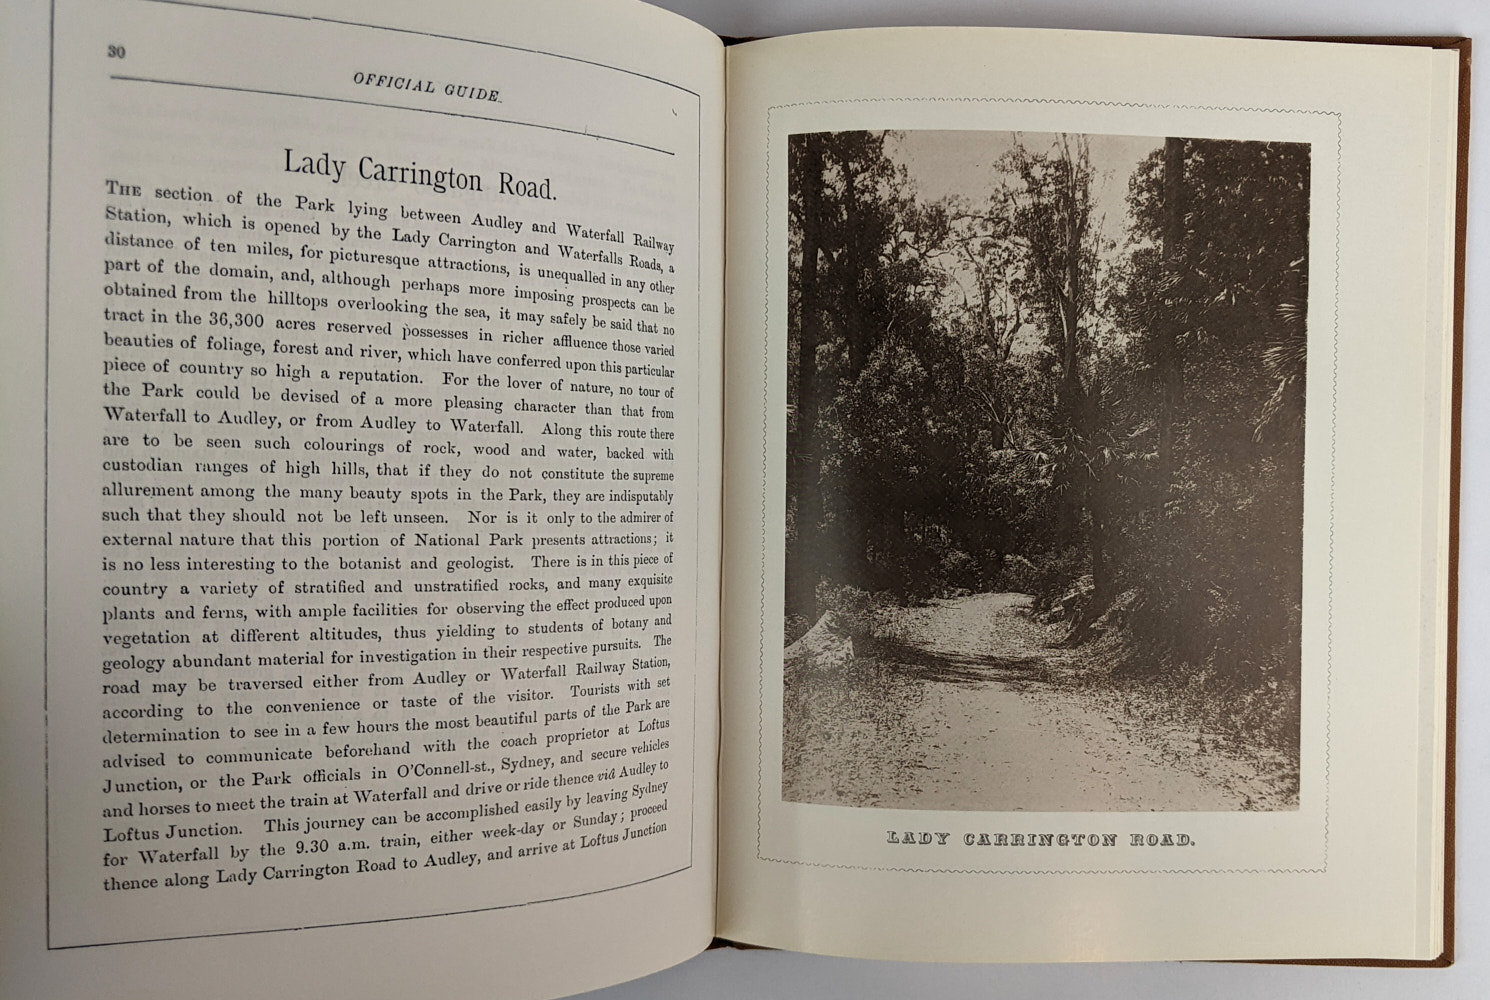 30
OFFICIAL GUIDE.
Lady Carrington Road.
THE section of the Park lying between Audley and Waterfall Railway
Station, which is opened by the Lady Carrington and Waterfalls Roads, a
distance of ten miles, for picturesque attractions, is unequalled in any other
part of the domain, and, although perhaps more imposing prospects can be
obtained from the hilltops overlooking the sea, it may safely be said that no
tract in the 36,300 acres reserved possesses in richer affluence those varied
beauties of foliage, forest and river, which have conferred upon this particular
piece of country so high a reputation. For the lover of nature, no tour of
the Park could be devised of a more pleasing character than that from
Waterfall to Audley, or from Audley to Waterfall. Along this route there
are to be seen such colourings of rock, wood and water, backed with
custodian ranges of high hills, that if they do not constitute the supreme
allurement among the many beauty spots in the Park, they are indisputably
such that they should not be left unseen. Nor is it only to the admirer of
external nature that this portion of National Park presents attractions; it
is no less interesting to the botanist and geologist. There is in this piece of
country a variety of stratified and unstratified rocks, and many exquisite
plants and ferns, with ample facilities for observing the effect produced upon
vegetation at different altitudes, thus yielding to students of botany and
geology abundant material for investigation in their respective pursuits. The
road may be traversed either from Audley or Waterfall Railway Station,
according to the convenience or taste of the visitor. Tourists with set
determination to see in a few hours the most beautiful parts of the Park are
advised to communicate beforehand with the coach proprietor at Loftus
Junction, or the Park officials in O'Connell-st., Sydney, and secure vehicles
and horses to meet the train at Waterfall and drive or ride thence viá Audley to
Loftus Junction. This journey can be accomplished easily by leaving Sydney
for Waterfall by the 9.30 a.m. train, either week-day or Sunday; proceed
thence along Lady Carrington Road to Audley, and arrive at Loftus Junction
LADY CARRINGTON ROAD.